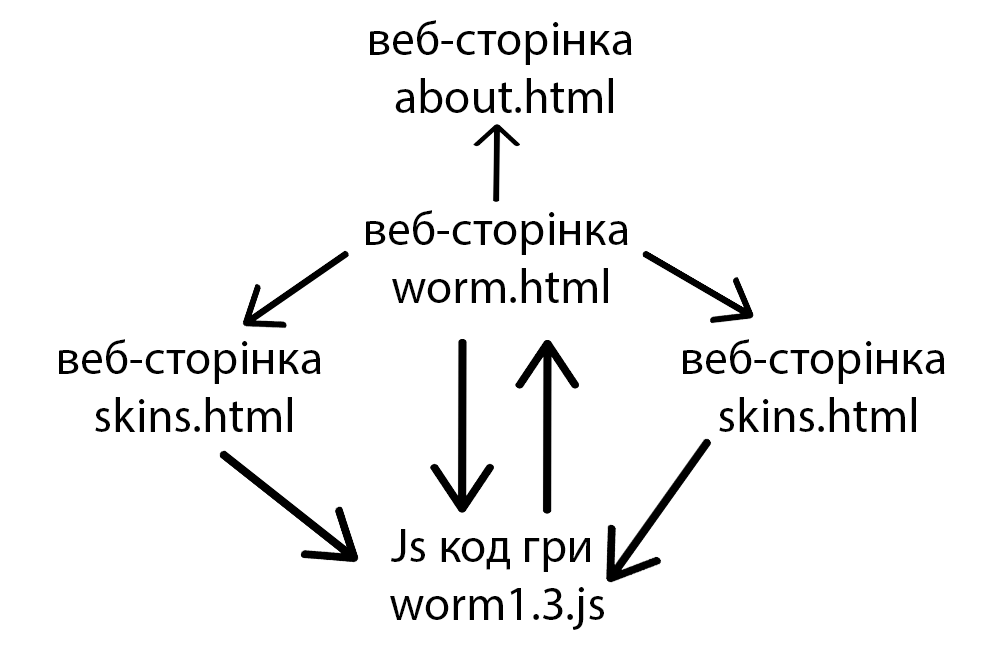 веб-сторінка
about.html
веб-сторінка
worm.html
веб-сторінка
skins.html
веб-сторінка
skins.html
Js код гри
worm1.3.js